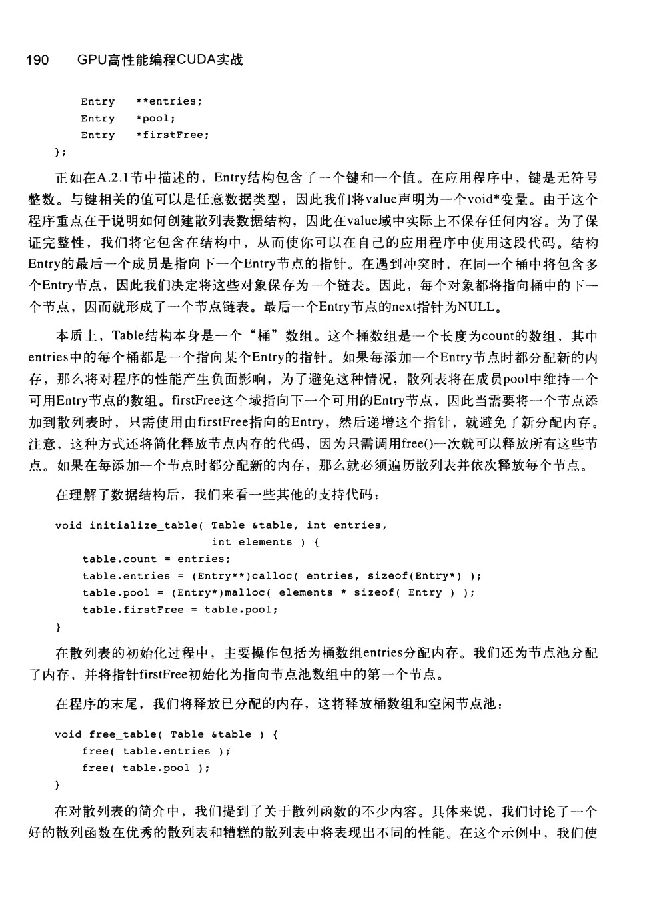 190 GPU高性能编程CUDA实战
Entry **entries;
Entry *pool;
Entry *firstFree;
};
正如在A.2.1节中描述的，Entry结构包含了一个键和一个值。在应用程序中，键是无符号
整数。与键相关的值可以是任意数据类型，因此我们将value声明为一个void*变量。由于这个
程序重点在于说明如何创建散列表数据结构，因此在value域中实际上不保存任何内容。为了保
证完整性，我们将它包含在结构中，从而使你可以在自己的应用程序中使用这段代码。结构
Entry的最后一个成员是指向下一个Entry节点的指针。在遇到冲突时，在同一个桶中将包含多
个Entry节点，因此我们决定将这些对象保存为一个链表。因此，每个对象都将指向桶中的下一
个节点，因而就形成了一个节点链表。最后一个Entry节点的next指针为NULL。
本质上，Table结构本身是一个“桶”数组。这个桶数组是一个长度为count的数组，其中
entries中的每个桶都是一个指向某个Entry的指针。如果每添加一个Entry节点时都分配新的内
存，那么将对程序的性能产生负面影响，为了避免这种情况，散列表将在成员pool中维持一个
可用Entry节点的数组。firstFree这个域指向下一个可用的Entry节点，因此当需要将一个节点添
加到散列表时，只需使用由firstFree指向的Entry，然后递增这个指针，就避免了新分配内存。
注意，这种方式还将简化释放节点内存的代码，因为只需调用free()一次就可以释放所有这些节
点。如果在每添加一个节点时都分配新的内存，那么就必须遍历散列表并依次释放每个节点。
在理解了数据结构后，我们来看一些其他的支持代码：
void initialize_table( Table &table, int entries,
int elements ) {
table.count = entries;
table.entries = (Entry**)calloc( entries, sizeof(Entry*) );
table.pool = (Entry*)malloc( elements * sizeof( Entry ) );
table.firstFree = table.pool;
}
在散列表的初始化过程中，主要操作包括为桶数组entries分配内存。我们还为节点池分配
了内存，并将指针firstFree初始化为指向节点池数组中的第一个节点。
在程序的末尾，我们将释放已分配的内存，这将释放桶数组和空闲节点池：
void free_table( Table &table ) {
free( table.entries );
free( table.pool );
}
在对散列表的简介中，我们提到了关于散列函数的不少内容。具体来说，我们讨论了一个
好的散列函数在优秀的散列表和糟糕的散列表中将表现出不同的性能。在这个示例中，我们使